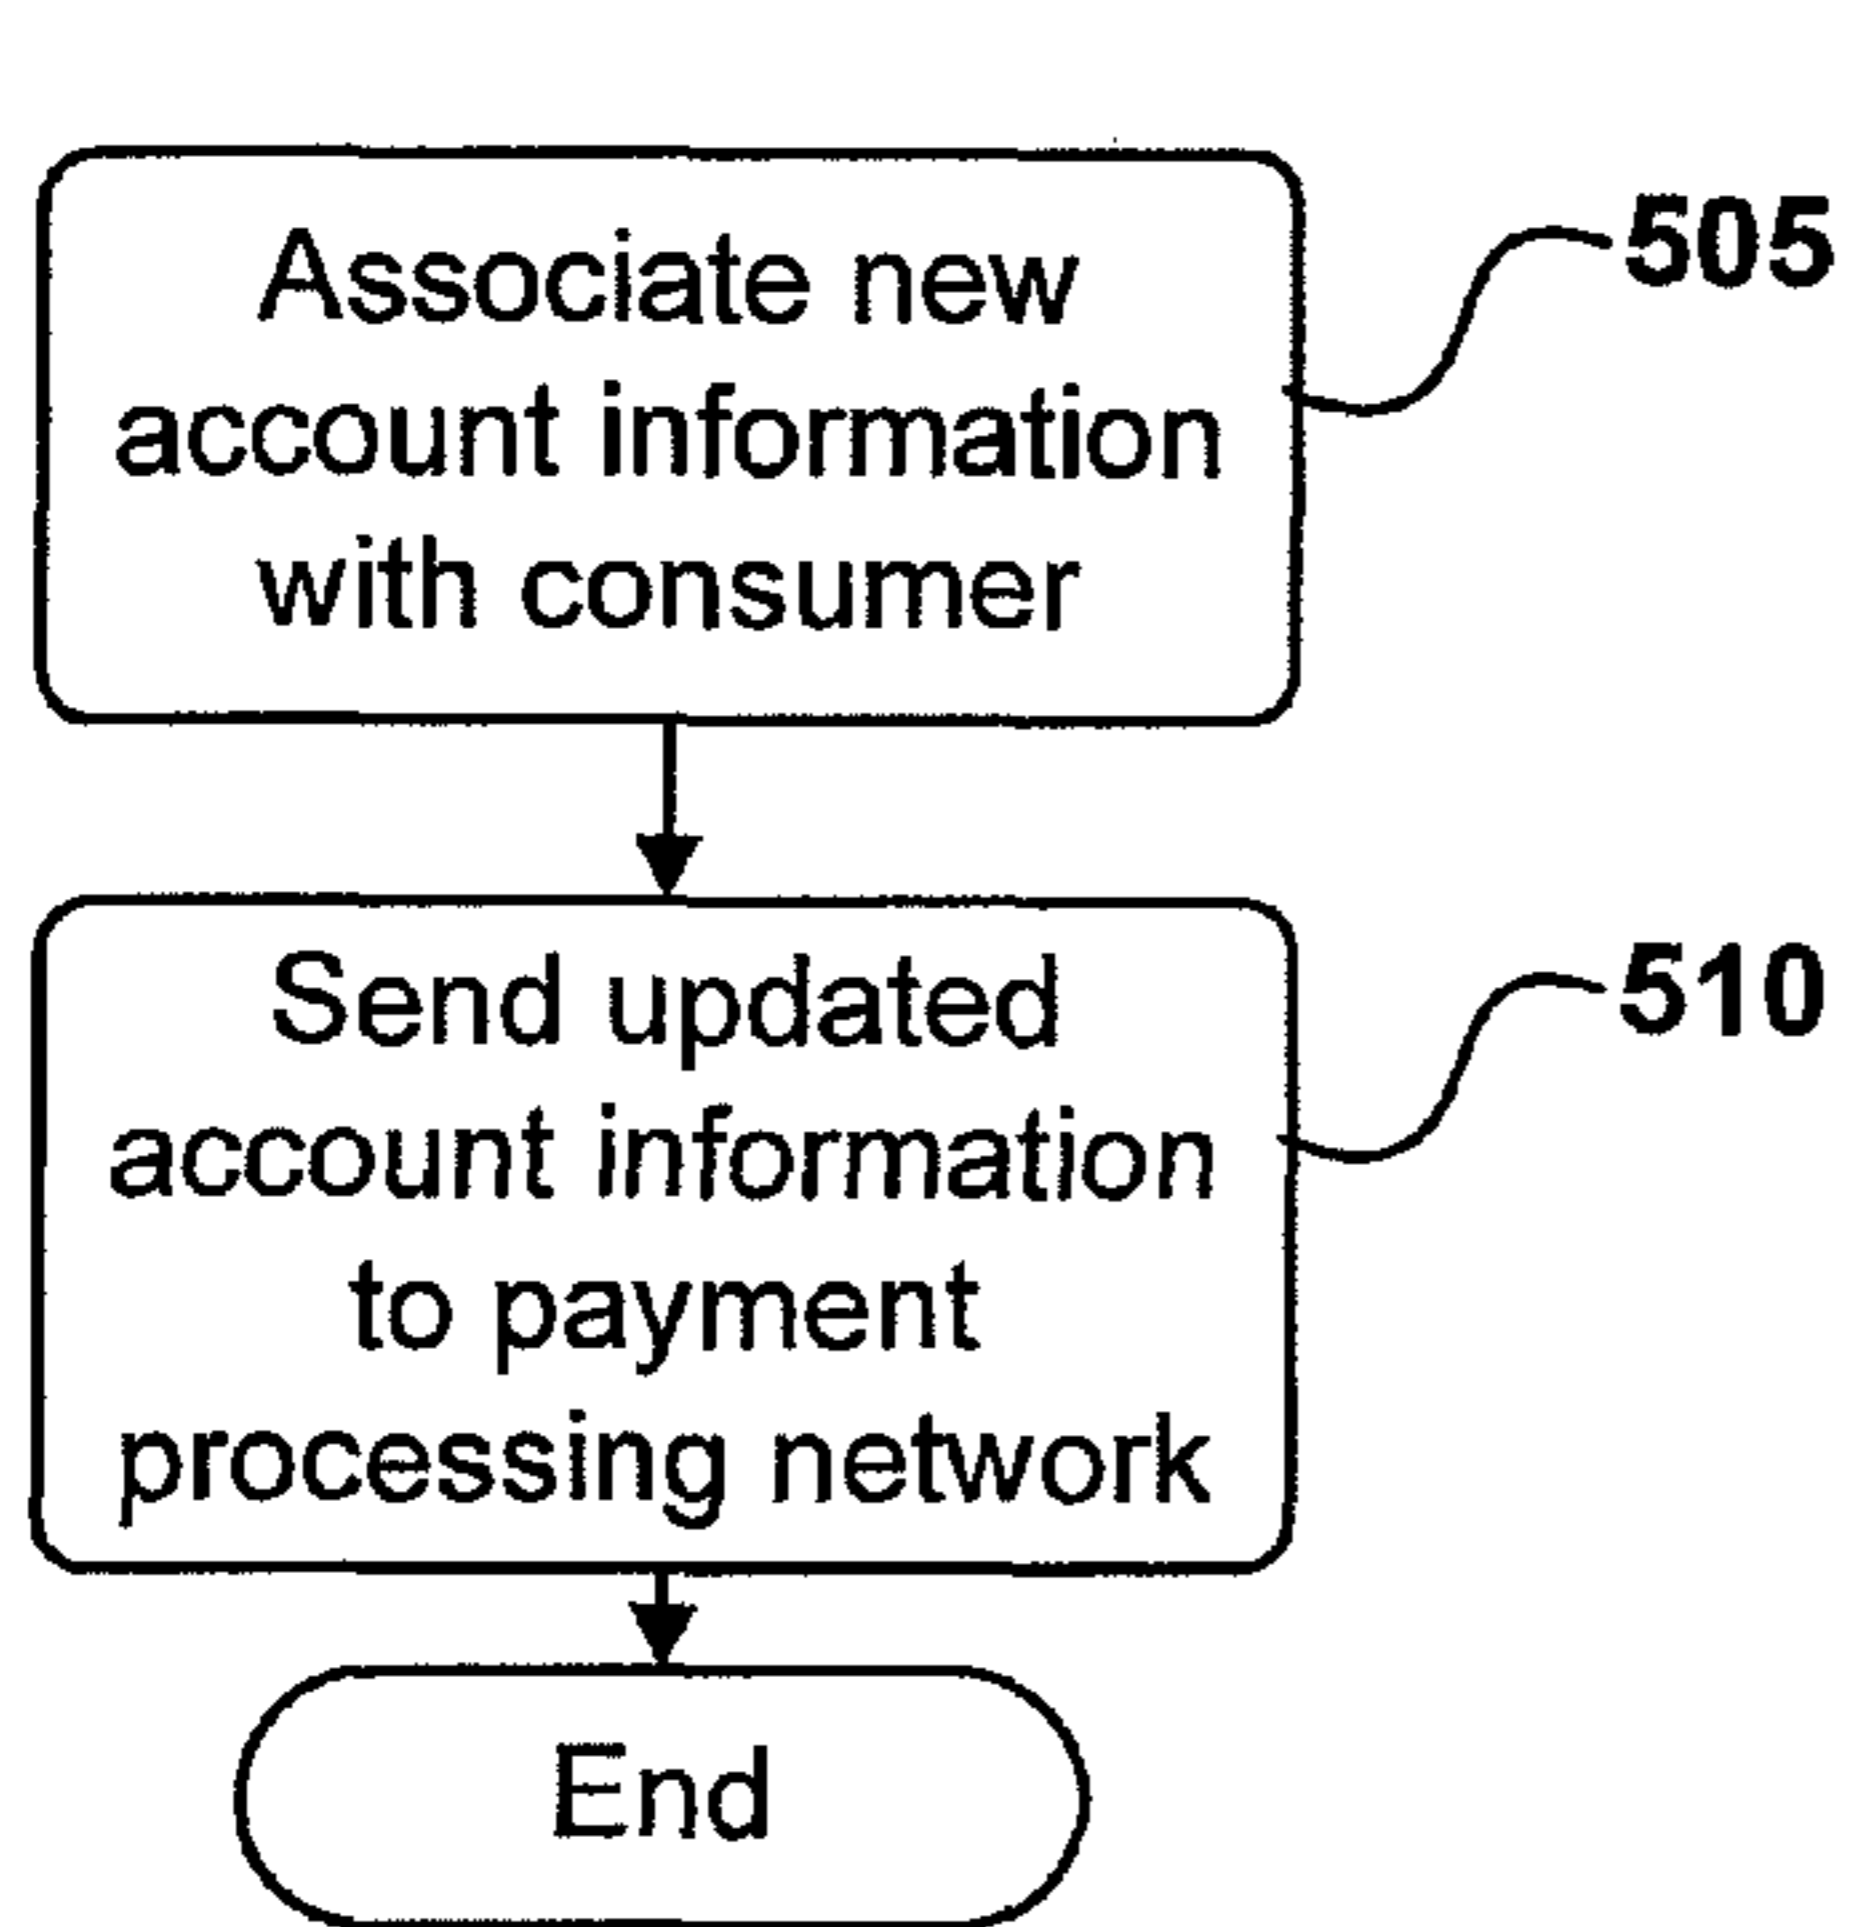 Associate new
account information
with consumer
505
Send updated
account information
to payment
processing network
510
End